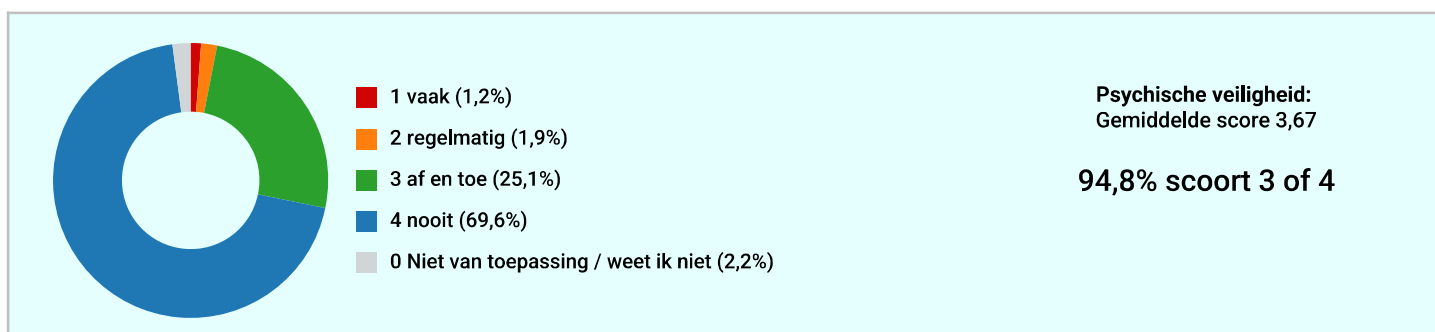 1 vaak (1,2%)
2 regelmatig (1,9%)
3 af en toe (25,1%)
4 nooit (69,6%)
0 Niet van toepassing / weet ik niet (2,2%)
Psychische veiligheid:
Gemiddelde score 3,67
94,8% scoort 3 of 4